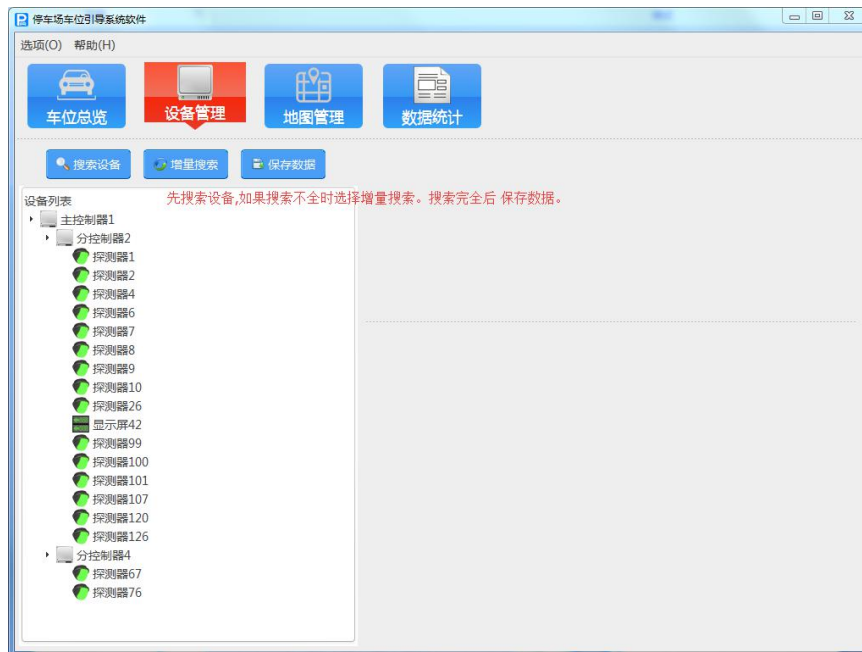 停车场车位引导系统软件
选项(O) 帮助(H)
车位总览 设备管理 地图管理 数据统计
搜索设备 增量搜索 保存数据
先搜索设备,如果搜索不全时选择增量搜索。搜索完全后 保存数据。
设备列表
主控制器1
分控制器2
探测器1
探测器2
探测器4
探测器6
探测器7
探测器8
探测器9
探测器10
探测器26
显示屏42
探测器99
探测器100
探测器101
探测器107
探测器120
探测器126
分控制器4
探测器67
探测器76